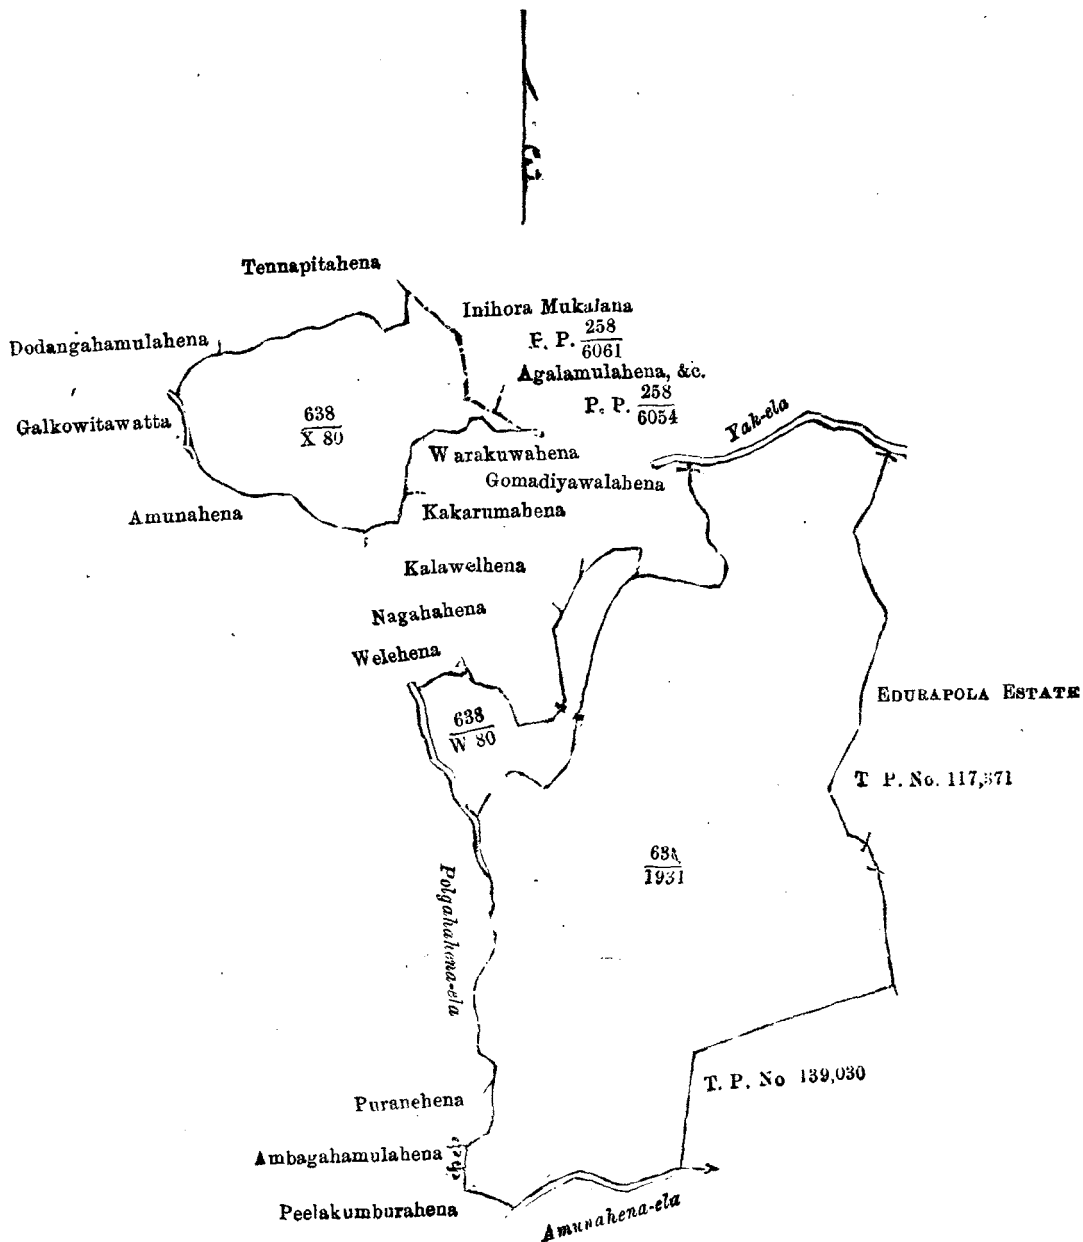 Tennapitahena
Inihora Mukalana
F. P. 258
6061
Dodangahamulahena
Agalamulahena, &c.
P. P. 258
6054
Galkowitawatta
638
X 80
Yak-ela
Warakuwahena
Gomadiyawalahena
Amunahena
Kakarumahena
Kalawelhena
Nagahahena
Welehena
638
W 80
EDURAPOLA ESTATE
T P. No. 117,371
1931
Polgahahena-ela
T. P. No 139,030
Puranehena
Ambagahamulahena
Peelakumburahena
Amunahena-ela